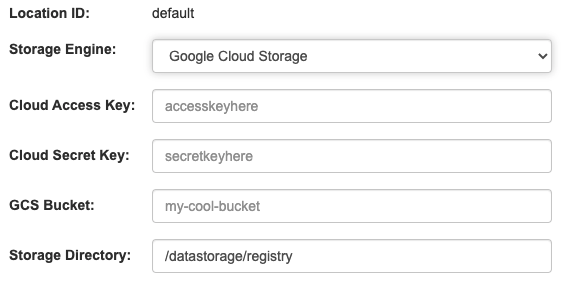 Location ID: default
Storage Engine: Google Cloud Storage
Cloud Access Key: accesskeyhere
Cloud Secret Key: secretkeyhere
GCS Bucket: my-cool-bucket
Storage Directory: /datastorage/registry